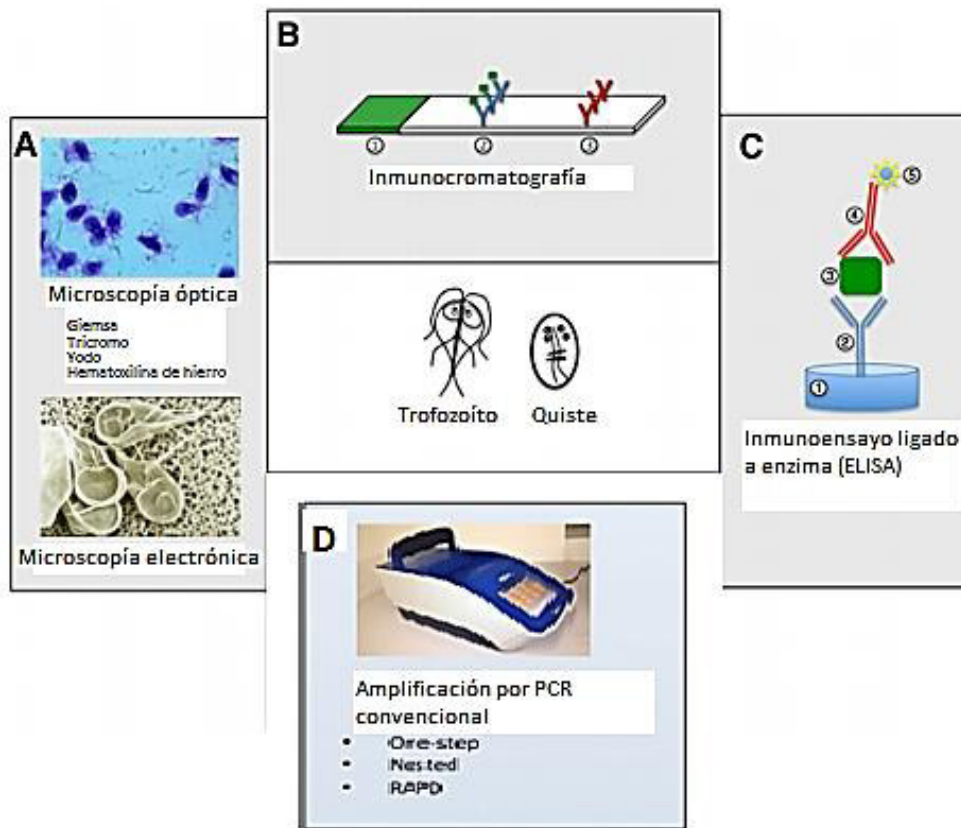 A
Microscopía óptica
Giemsa
Tricromo
Yodo
Hematoxilina de hierro
Microscopía electrónica
B
① ② ③
Inmunocromatografía
Trofozoíto Quiste
C
⑤
④
③
②
①
Inmunoensayo ligado
a enzima (ELISA)
D
Amplificación por PCR
convencional
• One-step
• Nested
• RAPD